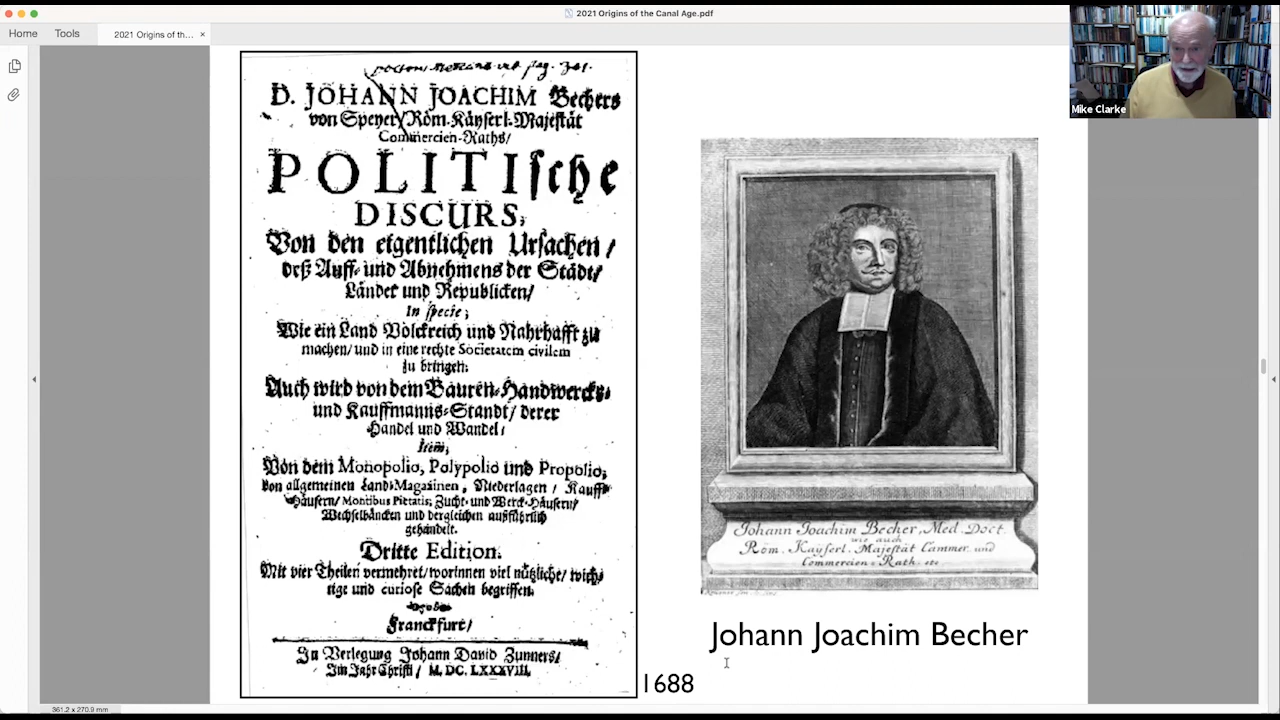 2021 Origins of the Canal Age.pdf
Home
Tools
2021 Origins of th...
×
Mike Clarke
D. JOHANN JOACHIM Bechers
von Speyer/Röm. Käyserl. Majestät
Commercien-Raths/
POLITIsche
DISCURS,
Von den eigentlichen Ursachen/
deß Auff- und Abnehmens der Städt/
Länder und Republicken/
In specie,
Wie ein Land Volckreich und Nahrhafft zu
machen/ und in eine rechte Societatem civilem
zu bringen.
Auch wird von dem Bauren-Handwercks-
und Kauffmanns-Standt/ derer
Handel und Wandel/
Item,
Von dem Monopolio, Polypolio und Propolio,
von allgemeinen Land-Magazinen, Niederlagen/ Kauff-
Häusern/ Montibus Pietatis; Zucht- und Werck-Häusern/
Wechselbäncken und dergleichen außführlich
gehandelt.
Dritte Edition.
Mit vier Theilen vermehret/worinnen viel nützliche/ wich-
tige und curiose Sachen begriffen.
Franckfurt/
In Verlegung Johann David Zunners/
Im Jahr Christi/ M. DC. LXXXVIII.
Johann Joachim Becher, Med. Doct.
wie auch
Röm. Kayserl. Majestät Cammer und
Commercien-Rath. etc
Johann Joachim Becher
1688
361.2 x 270.9 mm